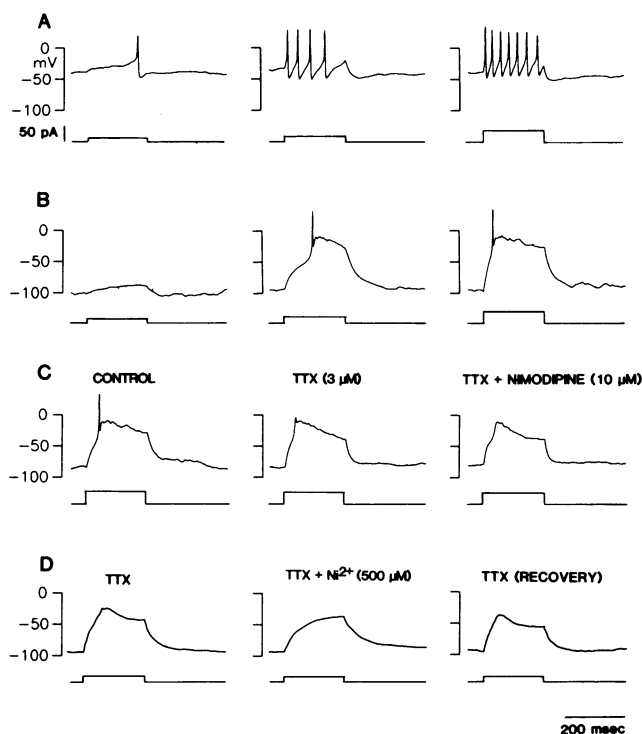 A
0
mV
-50
-100
50 pA
B
0
-50
-100
C
CONTROL
TTX (3 μM)
TTX + NIMODIPINE (10 μM)
0
-50
-100
D
TTX
TTX + Ni2+ (500 μM)
TTX (RECOVERY)
0
-50
-100
200 msec